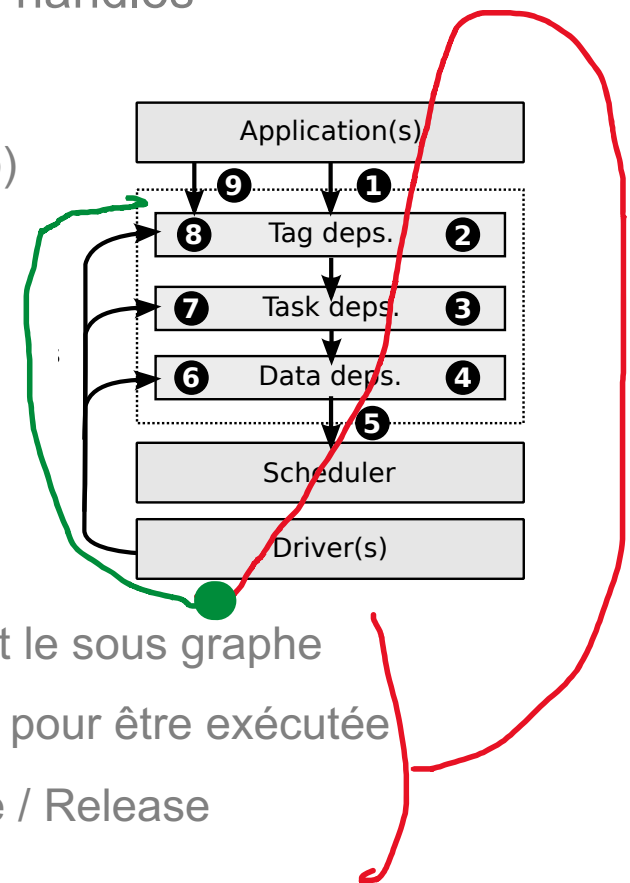 handles
Application(s)
9 1
8 Tag deps. 2
7 Task deps. 3
6 Data deps. 4
5
Scheduler
Driver(s)
t le sous graphe
pour être exécutée
/ Release